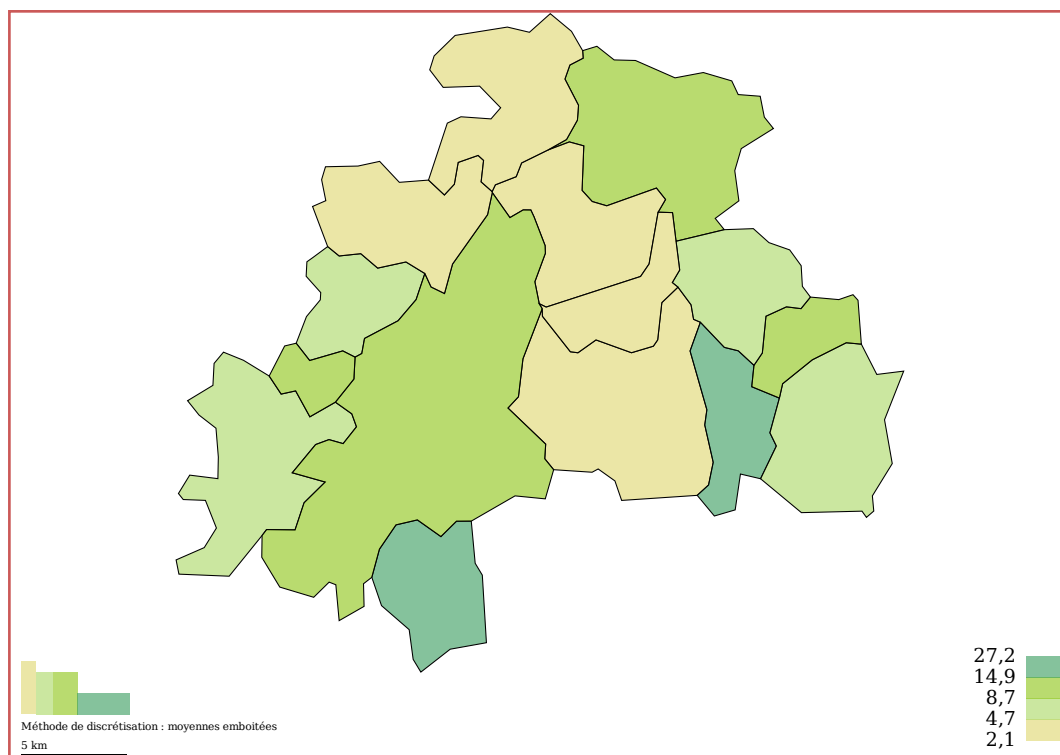 Méthode de discrétisation : moyennes emboitées
5 km
27,2
14,9
8,7
4,7
2,1